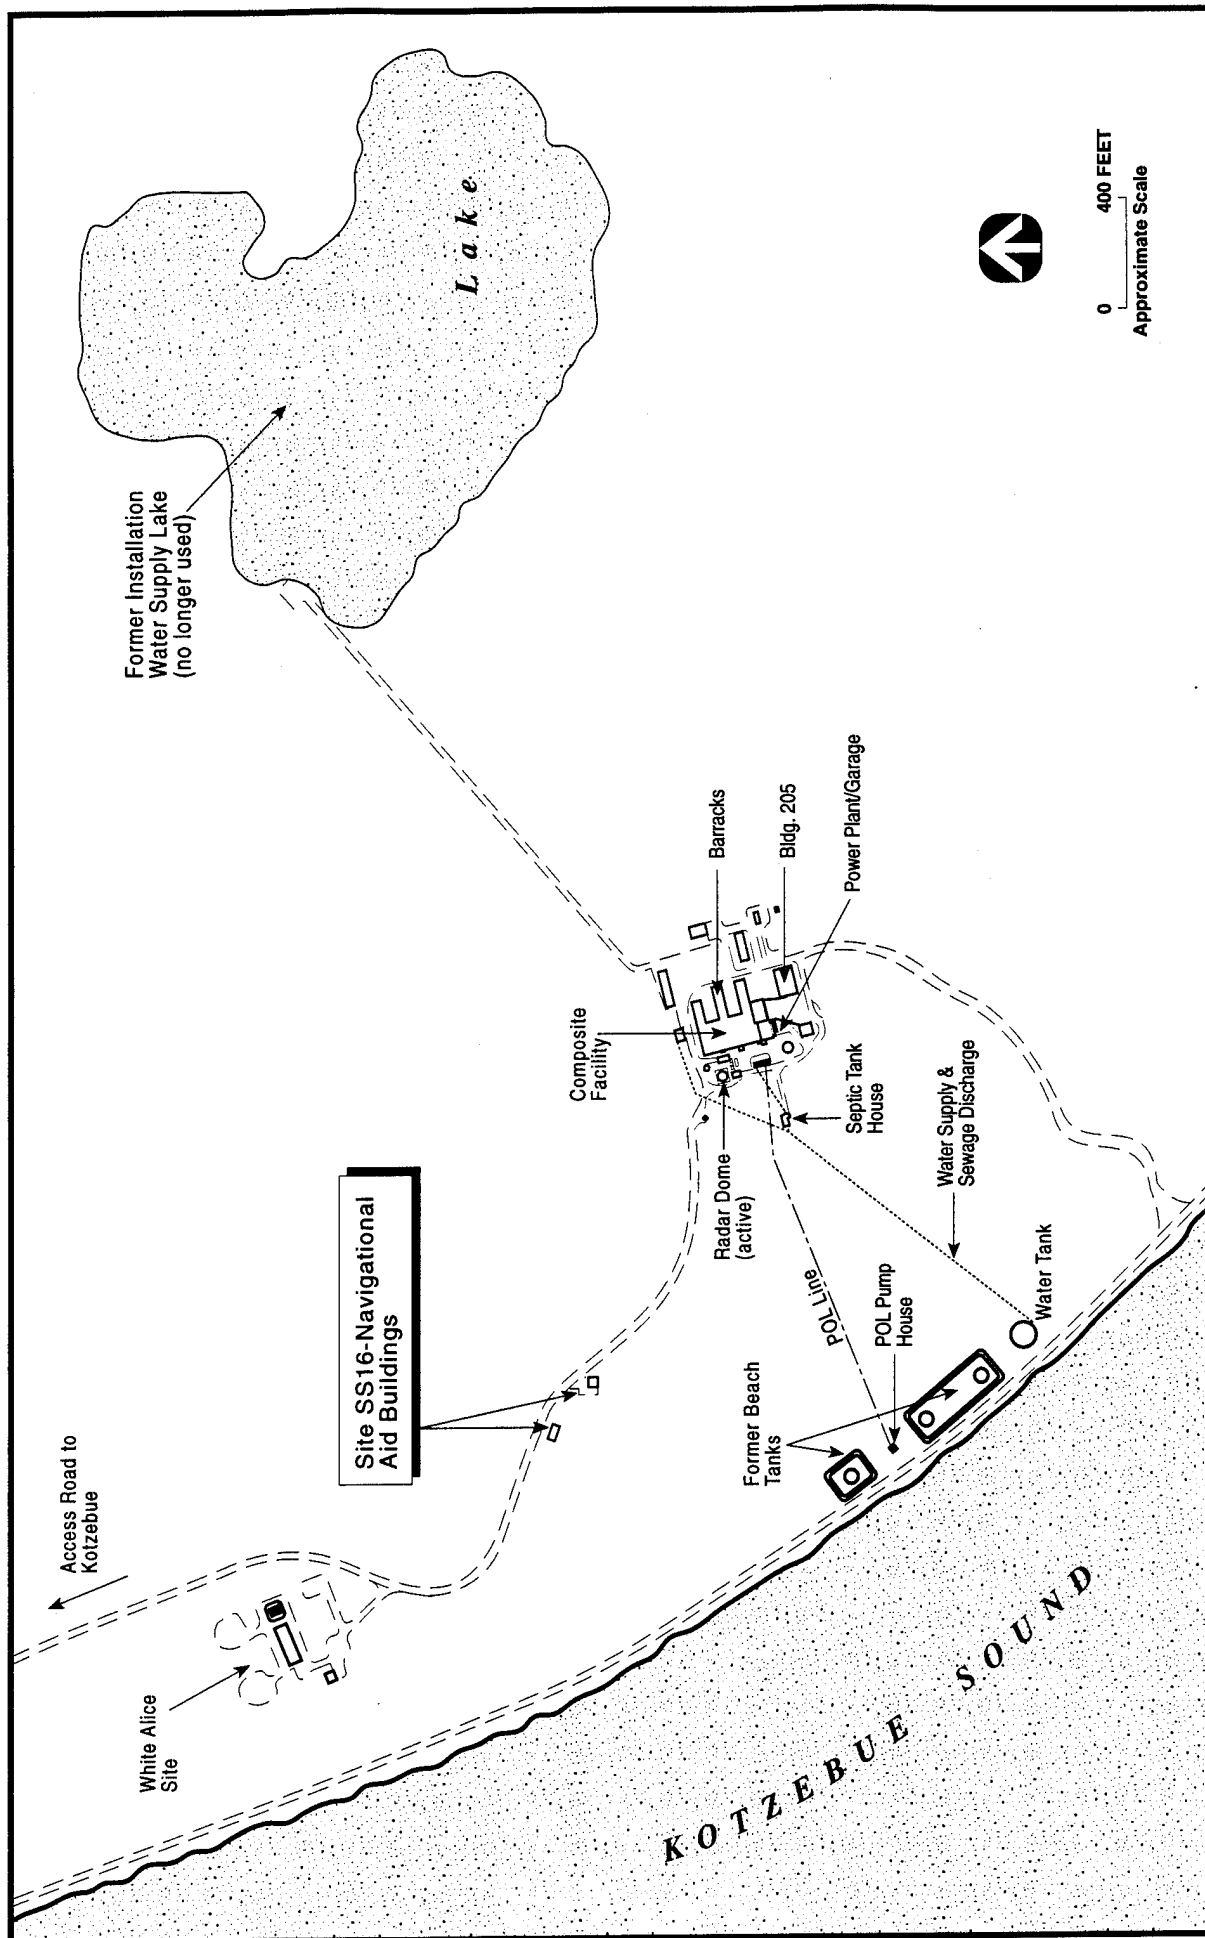 Former Installation
Water Supply Lake
(no longer used)
Lake
0 400 FEET
Approximate Scale
Access Road to
Kotzebue
White Alice
Site
Site SS16-Navigational
Aid Buildings
Composite
Facility
Barracks
Bldg. 205
Power Plant/Garage
Radar Dome
(active)
Septic Tank
House
Water Supply &
Sewage Discharge
POL Line
POL Pump
House
Former Beach
Tanks
Water Tank
KOTZEBUE SOUND